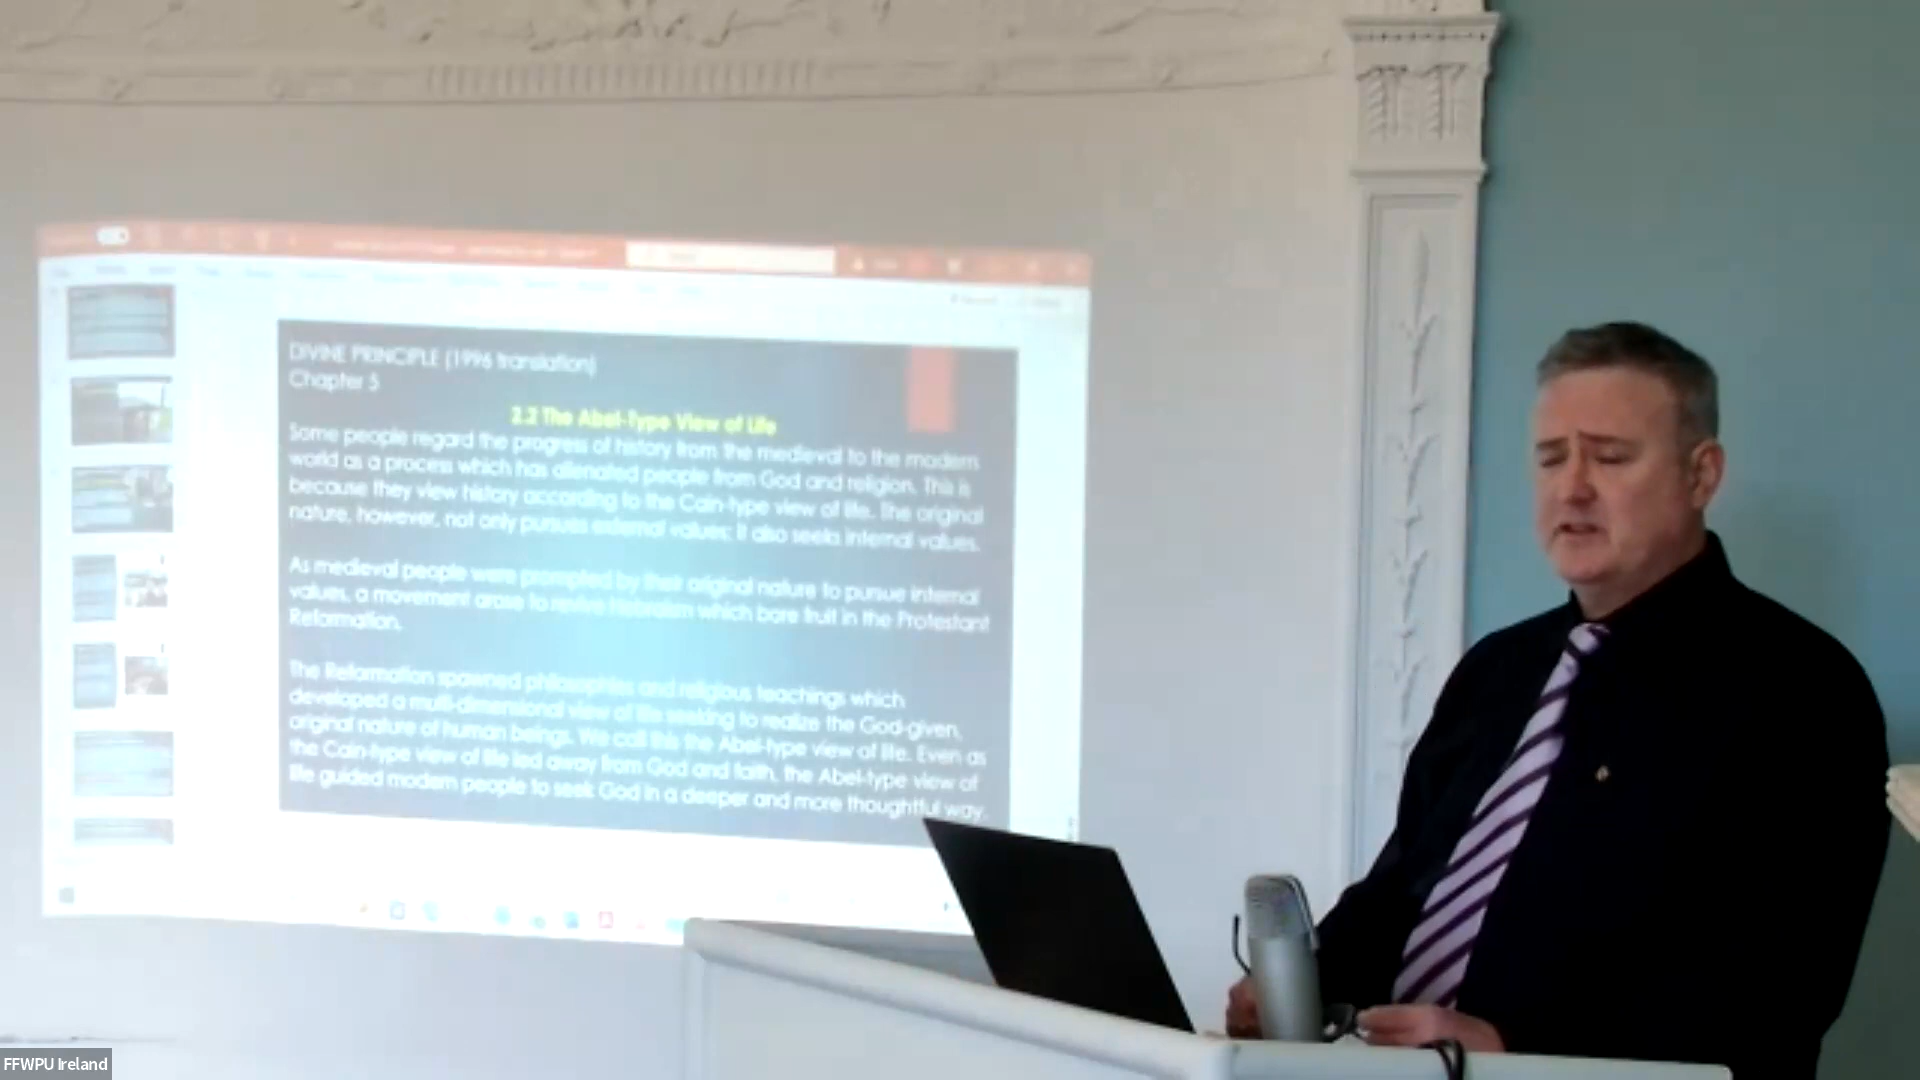 DIVINE PRINCIPLE (1996 translation)
Chapter 5
2.2 The Abel-Type View of Life
Some people regard the progress of history from the medieval to the modern
world as a process which has alienated people from God and religion. This is
because they view history according to the Cain-type view of life. The original
nature, however, not only pursues external values; it also seeks internal values.
As medieval people were prompted by their original nature to pursue internal
values, a movement arose to revive Hebraism which bore fruit in the Protestant
Reformation.
The Reformation spawned philosophies and religious teachings which
developed a multi-dimensional view of life seeking to realize the God-given,
original nature of human beings. We call this the Abel-type view of life. Even as
the Cain-type view of life led away from God and faith, the Abel-type view of
life guided modern people to seek God in a deeper and more thoughtful way.
FFWPU Ireland